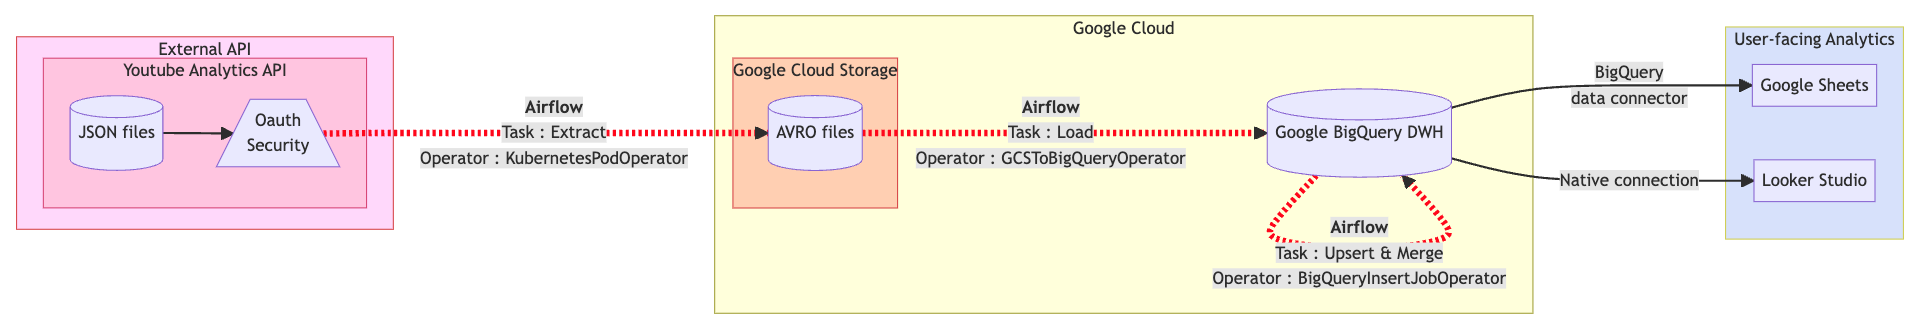 External API
Youtube Analytics API
JSON files
Oauth
Security
Airflow
Task : Extract
Operator : KubernetesPodOperator
Google Cloud
Google Cloud Storage
AVRO files
Airflow
Task : Load
Operator : GCSToBigQueryOperator
Google BigQuery DWH
Airflow
Task : Upsert & Merge
Operator : BigQueryInsertJobOperator
BigQuery
data connector
Native connection
User-facing Analytics
Google Sheets
Looker Studio